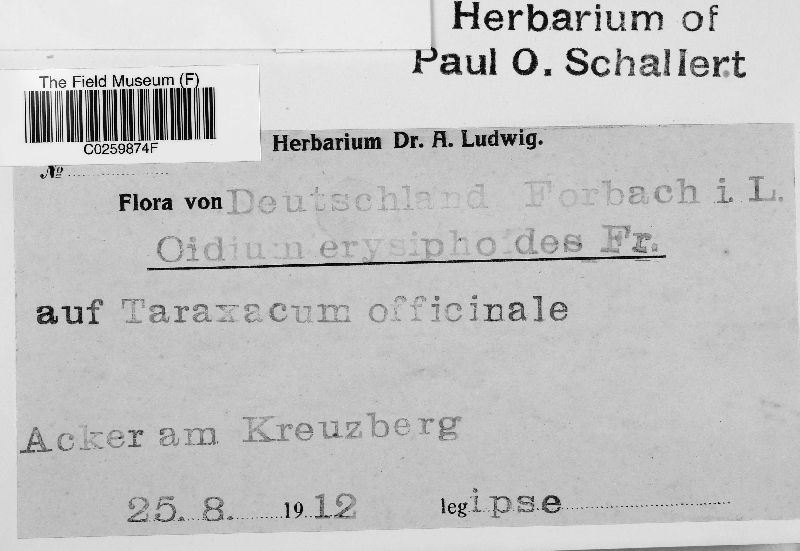 Herbarium of
Paul O. Schallert
The Field Museum (F)
C0259874F
Herbarium Dr. A. Ludwig.
№
Flora von Deutschland Forbach i. L.
Oidium erysiphoides Fr.
auf Taraxacum officinale
Acker am Kreuzberg
25. 8. 1912 leg ipse